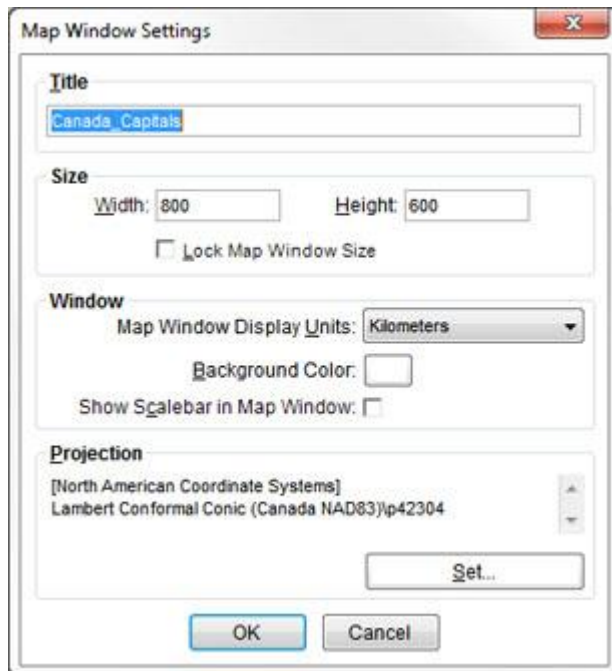 Map Window Settings
Title
Canada_Capitals
Size
Width: 800 Height: 600
Lock Map Window Size
Window
Map Window Display Units: Kilometers
Background Color:
Show Scalebar in Map Window:
Projection
[North American Coordinate Systems]
Lambert Conformal Conic (Canada NAD83)\p42304
Set...
OK Cancel